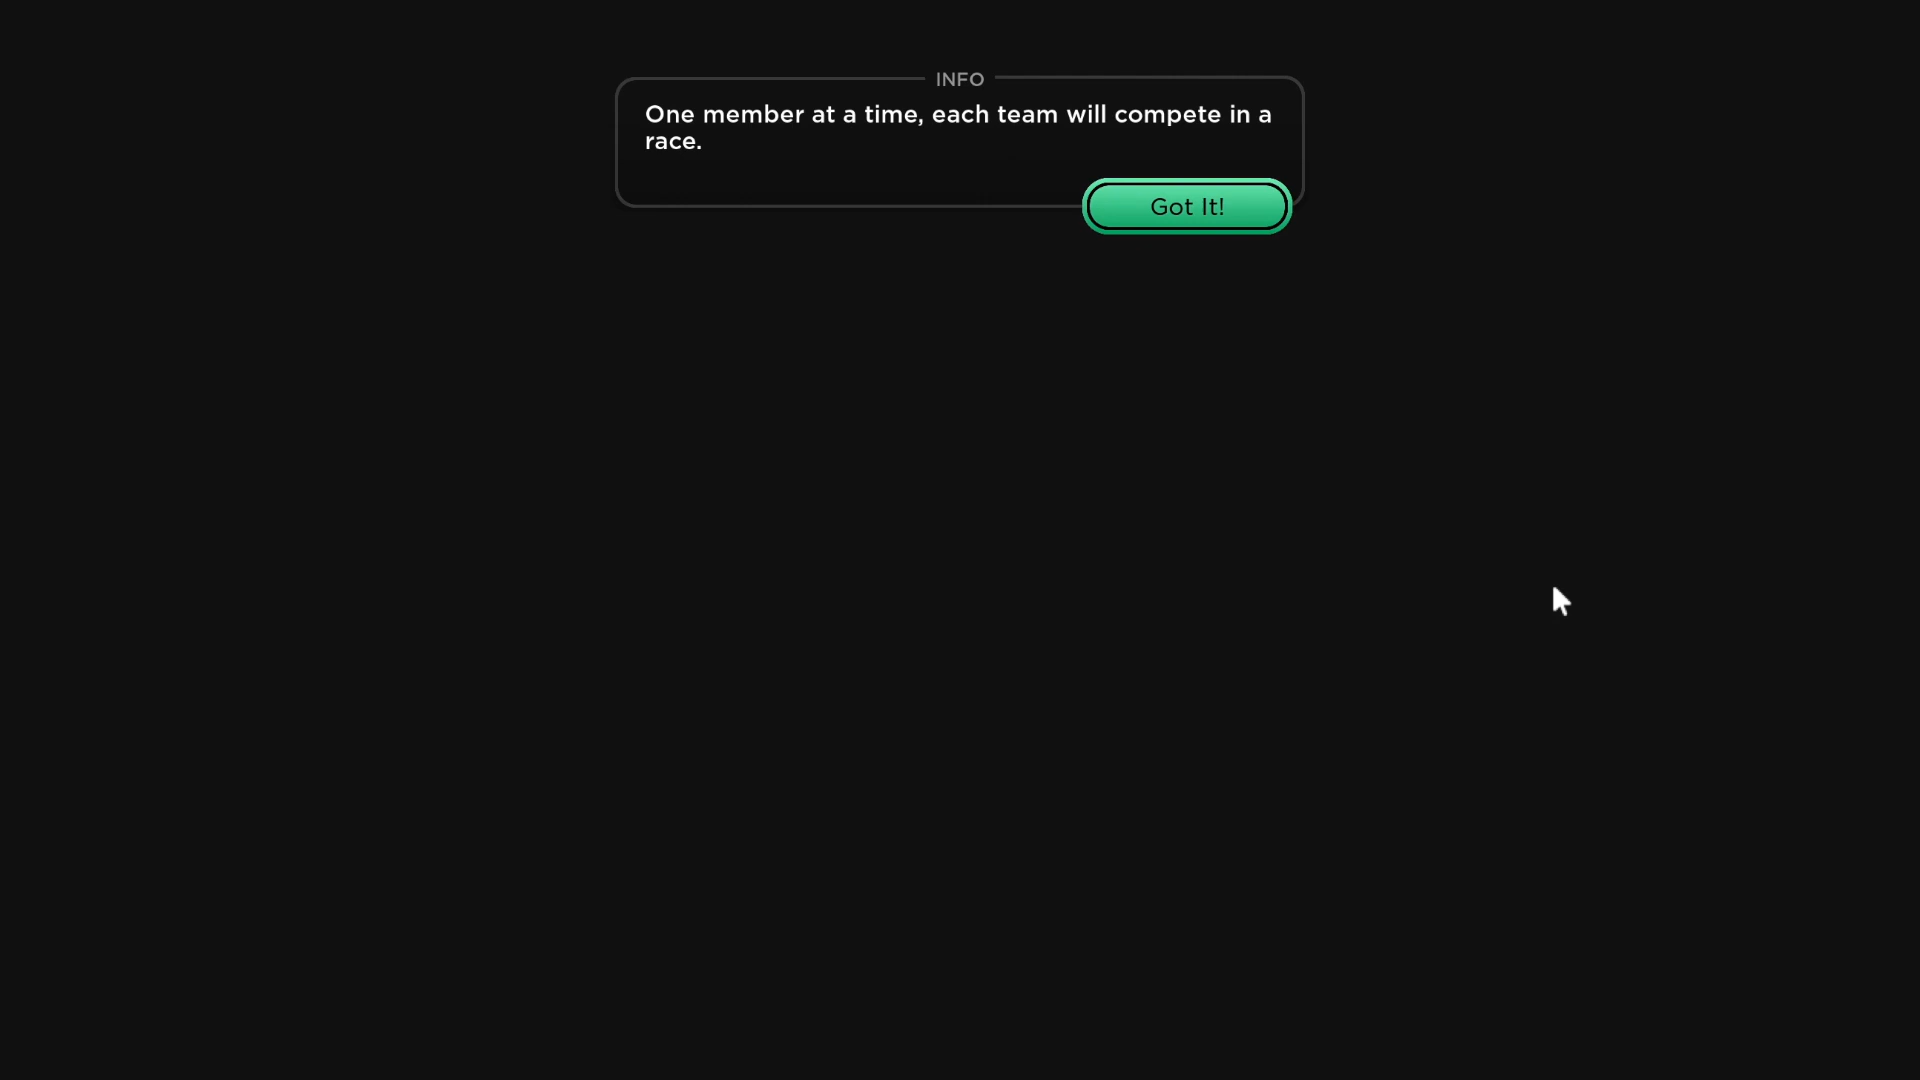 INFO
One member at a time, each team will compete in a
race.
Got It!